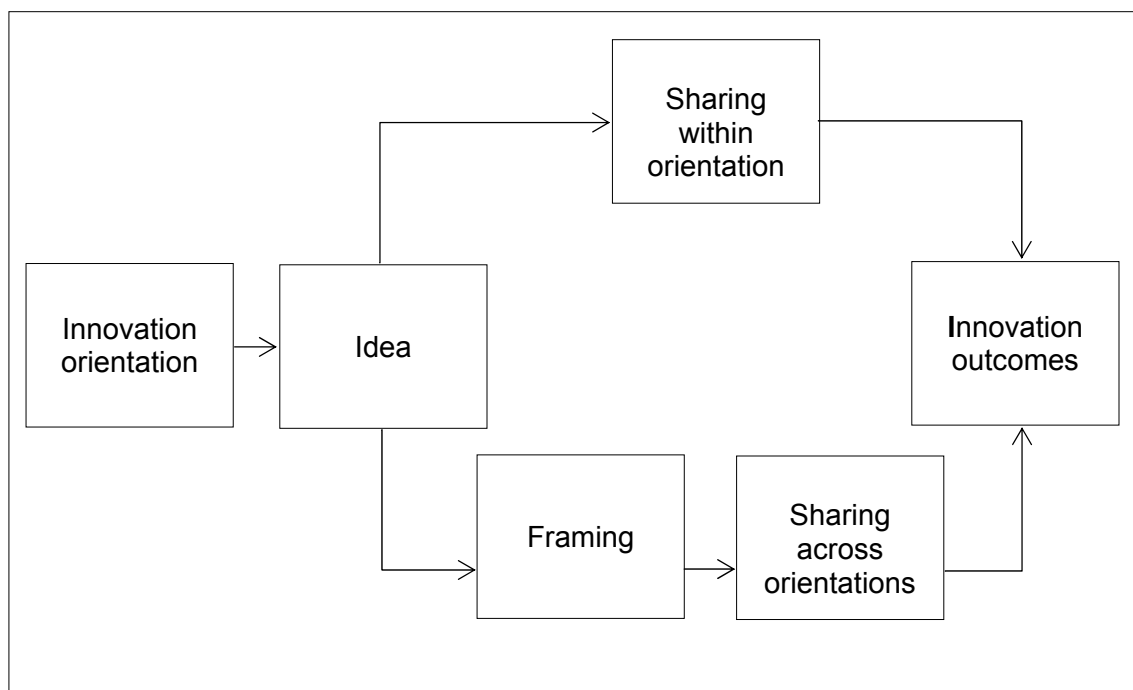 Sharing
within
orientation
Innovation
orientation
Idea
Innovation
outcomes
Framing
Sharing
across
orientations